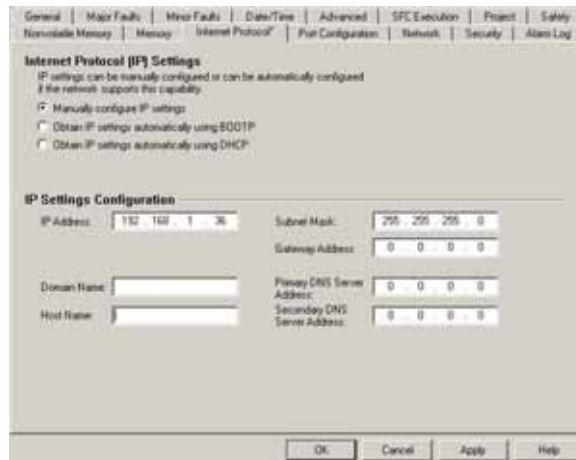 General Major Faults Minor Faults Date/Time Advanced SFC Execution Project Safety
Nonvolatile Memory Memory Internet Protocol* Port Configuration Network Security Alarm Log
Internet Protocol (IP) Settings
IP settings can be manually configured or can be automatically configured
if the network supports this capability.
Manually configure IP settings
Obtain IP settings automatically using BOOTP
Obtain IP settings automatically using DHCP
IP Settings Configuration
IP Address: 192 . 168 . 1 . 36 Subnet Mask: 255 . 255 . 255 . 0
Gateway Address: 0 . 0 . 0 . 0
Domain Name: Primary DNS Server Address: 0 . 0 . 0 . 0
Host Name: Secondary DNS Server Address: 0 . 0 . 0 . 0
OK Cancel Apply Help